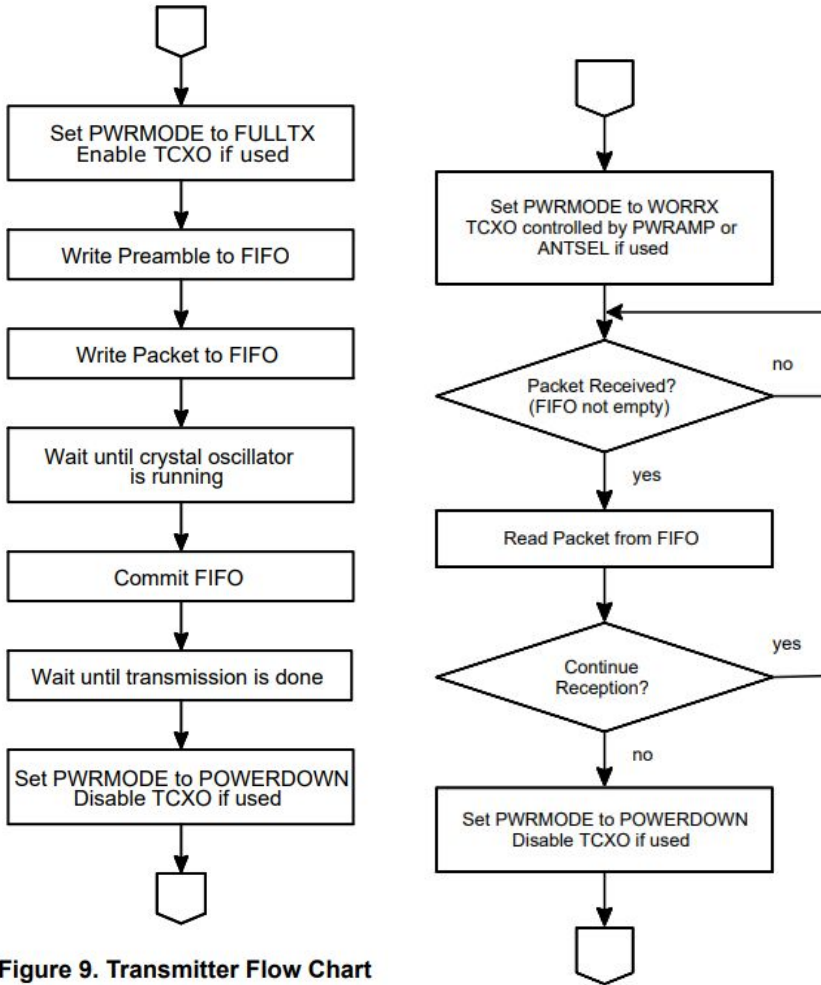 Set PWRMODE to FULLTX
Enable TCXO if used
Write Preamble to FIFO
Write Packet to FIFO
Wait until crystal oscillator
is running
Commit FIFO
Wait until transmission is done
Set PWRMODE to POWERDOWN
Disable TCXO if used
Figure 9. Transmitter Flow Chart
Set PWRMODE to WORRX
TCXO controlled by PWRAMP or
ANTSEL if used
Packet Received?
(FIFO not empty)
no
yes
Read Packet from FIFO
Continue
Reception?
yes
no
Set PWRMODE to POWERDOWN
Disable TCXO if used